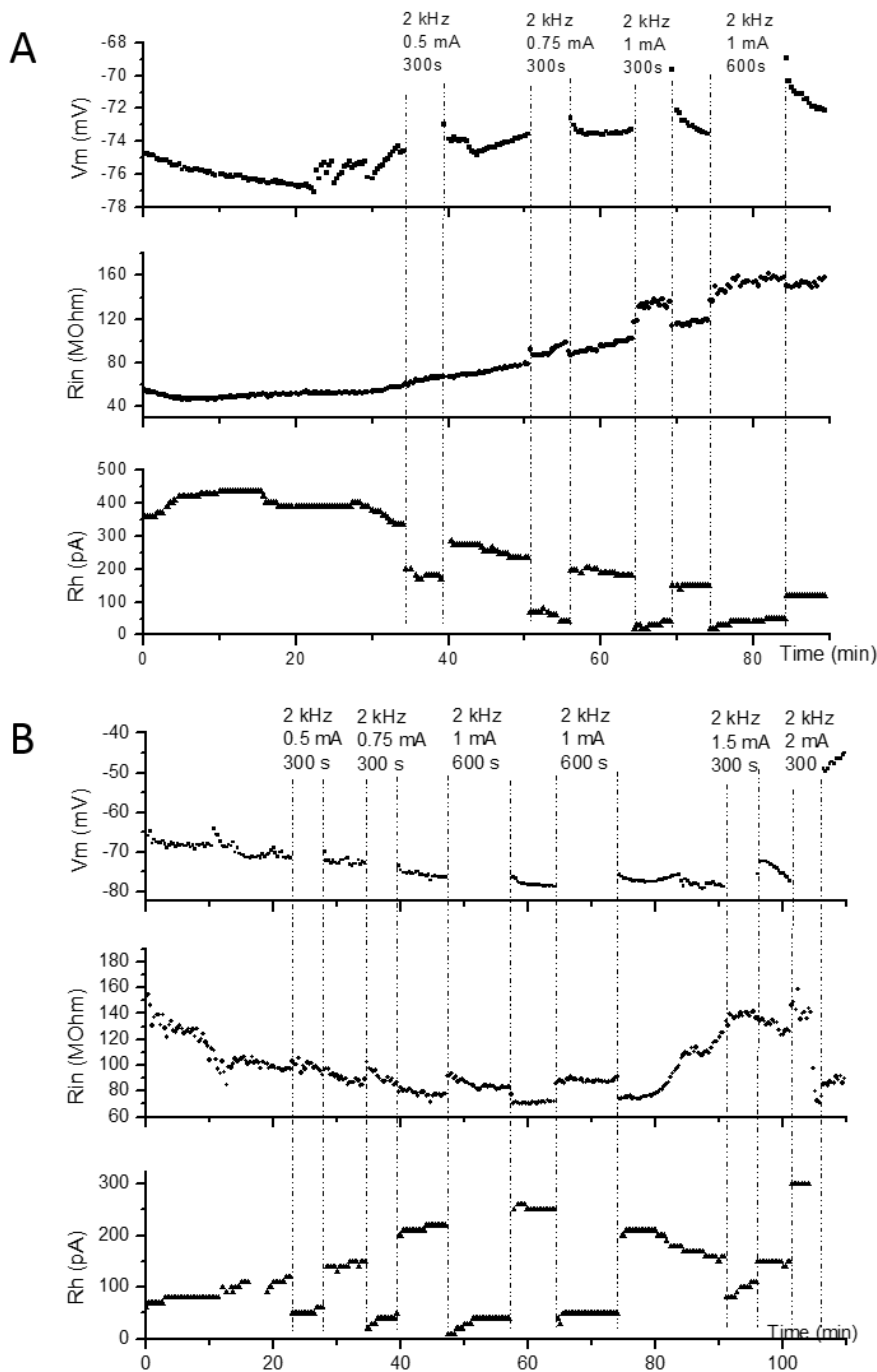 A
2 kHz 2 kHz 2 kHz 2 kHz
0.5 mA 0.75 mA 1 mA 1 mA
300s 300s 300s 600s
Vm (mV)
-68
-70
-72
-74
-76
-78
Rin (MOhm)
160
120
80
40
Rh (pA)
500
400
300
200
100
0
0 20 40 60 80 Time (min)
B
2 kHz 2 kHz 2 kHz 2 kHz 2 kHz 2 kHz
0.5 mA 0.75 mA 1 mA 1 mA 1.5 mA 2 mA
300 s 300 s 600 s 600 s 300 s 300
Vm (mV)
-40
-50
-60
-70
-80
Rin (MOhm)
180
160
140
120
100
80
60
Rh (pA)
300
200
100
0
Time (min)
0 20 40 60 80 100